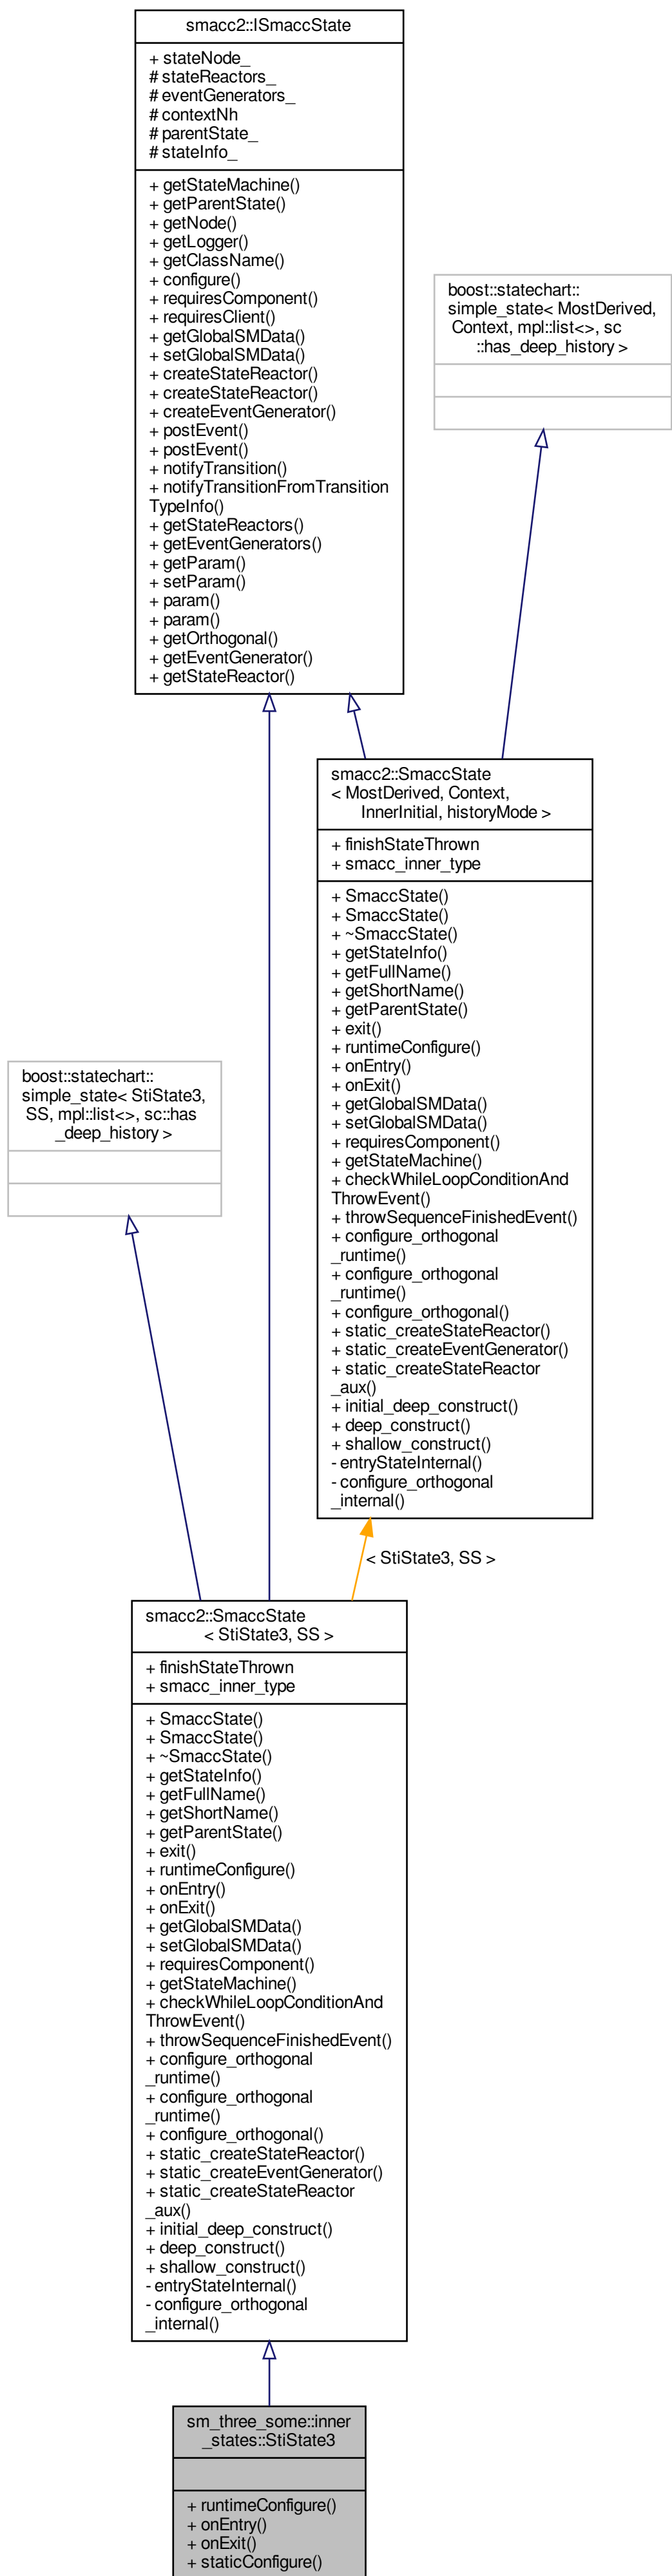 smacc2::ISmaccState
+ stateNode_
# stateReactors_
# eventGenerators_
# contextNh
# parentState_
# stateInfo_
+ getStateMachine()
+ getParentState()
+ getNode()
+ getLogger()
+ getClassName()
+ configure()
+ requiresComponent()
+ requiresClient()
+ getGlobalSMData()
+ setGlobalSMData()
+ createStateReactor()
+ createStateReactor()
+ createEventGenerator()
+ postEvent()
+ postEvent()
+ notifyTransition()
+ notifyTransitionFromTransition
TypeInfo()
+ getStateReactors()
+ getEventGenerators()
+ getParam()
+ setParam()
+ param()
+ param()
+ getOrthogonal()
+ getEventGenerator()
+ getStateReactor()
boost::statechart::
simple_state< MostDerived,
Context, mpl::list<>, sc
::has_deep_history >
smacc2::SmaccState
< MostDerived, Context,
InnerInitial, historyMode >
+ finishStateThrown
+ smacc_inner_type
+ SmaccState()
+ SmaccState()
+ ~SmaccState()
+ getStateInfo()
+ getFullName()
+ getShortName()
+ getParentState()
+ exit()
+ runtimeConfigure()
+ onEntry()
+ onExit()
+ getGlobalSMData()
+ setGlobalSMData()
+ requiresComponent()
+ getStateMachine()
+ checkWhileLoopConditionAnd
ThrowEvent()
+ throwSequenceFinishedEvent()
+ configure_orthogonal
_runtime()
+ configure_orthogonal
_runtime()
+ configure_orthogonal()
+ static_createStateReactor()
+ static_createEventGenerator()
+ static_createStateReactor
_aux()
+ initial_deep_construct()
+ deep_construct()
+ shallow_construct()
- entryStateInternal()
- configure_orthogonal
_internal()
boost::statechart::
simple_state< StiState3,
SS, mpl::list<>, sc::has
_deep_history >
< StiState3, SS >
smacc2::SmaccState
< StiState3, SS >
+ finishStateThrown
+ smacc_inner_type
+ SmaccState()
+ SmaccState()
+ ~SmaccState()
+ getStateInfo()
+ getFullName()
+ getShortName()
+ getParentState()
+ exit()
+ runtimeConfigure()
+ onEntry()
+ onExit()
+ getGlobalSMData()
+ setGlobalSMData()
+ requiresComponent()
+ getStateMachine()
+ checkWhileLoopConditionAnd
ThrowEvent()
+ throwSequenceFinishedEvent()
+ configure_orthogonal
_runtime()
+ configure_orthogonal
_runtime()
+ configure_orthogonal()
+ static_createStateReactor()
+ static_createEventGenerator()
+ static_createStateReactor
_aux()
+ initial_deep_construct()
+ deep_construct()
+ shallow_construct()
- entryStateInternal()
- configure_orthogonal
_internal()
sm_three_some::inner
_states::StiState3
+ runtimeConfigure()
+ onEntry()
+ onExit()
+ staticConfigure()